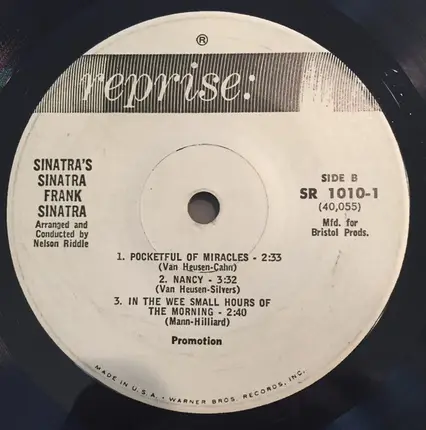 ®
reprise:
SINATRA'S
SINATRA
FRANK
SINATRA
Arranged and
Conducted by
Nelson Riddle
SIDE B
SR 1010-1
(40,055)
Mfd. for
Bristol Prods.
1. POCKETFUL OF MIRACLES - 2:33
(Van Heusen-Cahn)
2. NANCY - 3:32
(Van Heusen-Silvers)
3. IN THE WEE SMALL HOURS OF
THE MORNING - 2:40
(Mann-Hilliard)
Promotion
MADE IN U.S.A. • WARNER BROS. RECORDS, INC.